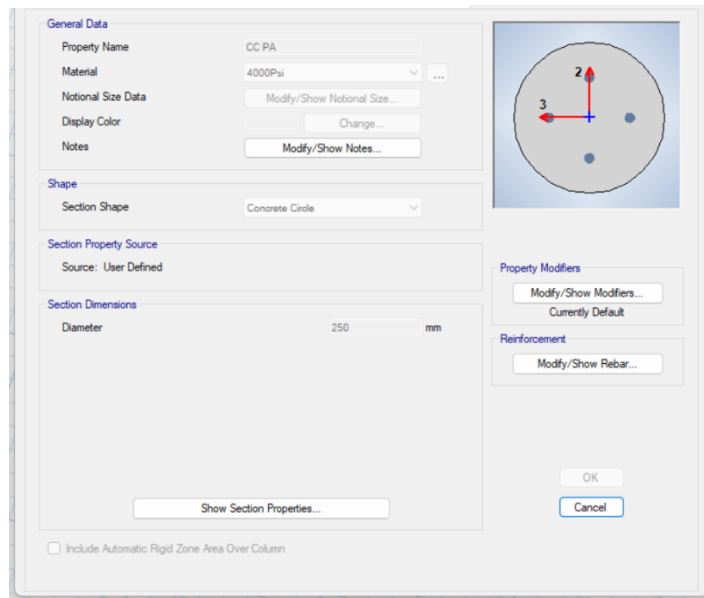 General Data
Property Name CC PA
Material 4000Psi ...
Notional Size Data Modify/Show Notional Size...
Display Color Change...
Notes Modify/Show Notes...
Shape
Section Shape Concrete Circle
Section Property Source
Source: User Defined
Section Dimensions
Diameter 250 mm
Show Section Properties...
Include Automatic Rigid Zone Area Over Column
2
3
Property Modifiers
Modify/Show Modifiers...
Currently Default
Reinforcement
Modify/Show Rebar...
OK
Cancel